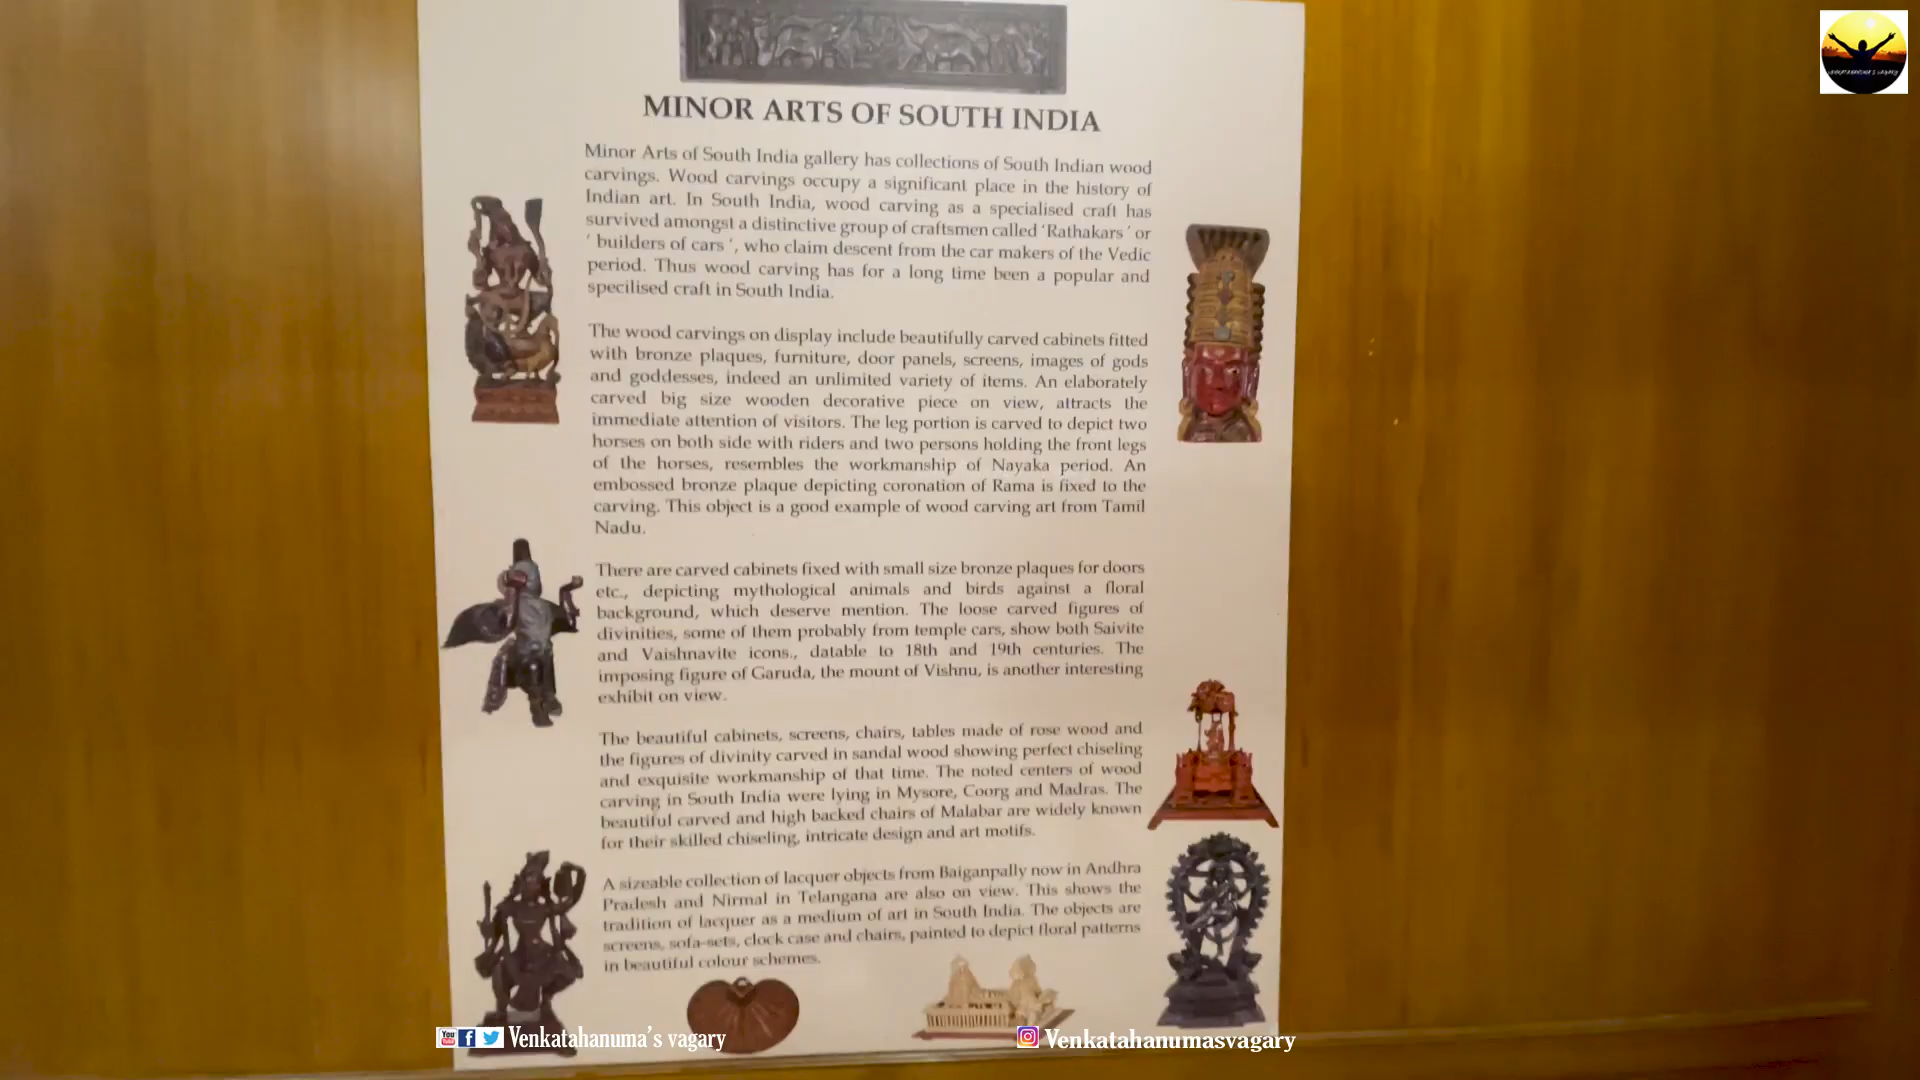 MINOR ARTS OF SOUTH INDIA
Minor Arts of South India gallery has collections of South Indian wood
carvings. Wood carvings occupy a significant place in the history of
Indian art. In South India, wood carving as a specialised craft has
survived amongst a distinctive group of craftsmen called 'Rathakars ' or
' builders of cars ', who claim descent from the car makers of the Vedic
period. Thus wood carving has for a long time been a popular and
specilised craft in South India.
The wood carvings on display include beautifully carved cabinets fitted
with bronze plaques, furniture, door panels, screens, images of gods
and goddesses, indeed an unlimited variety of items. An elaborately
carved big size wooden decorative piece on view, attracts the
immediate attention of visitors. The leg portion is carved to depict two
horses on both side with riders and two persons holding the front legs
of the horses, resembles the workmanship of Nayaka period. An
embossed bronze plaque depicting coronation of Rama is fixed to the
carving. This object is a good example of wood carving art from Tamil
Nadu.
There are carved cabinets fixed with small size bronze plaques for doors
etc., depicting mythological animals and birds against a floral
background, which deserve mention. The loose carved figures of
divinities, some of them probably from temple cars, show both Saivite
and Vaishnavite icons., datable to 18th and 19th centuries. The
imposing figure of Garuda, the mount of Vishnu, is another interesting
exhibit on view.
The beautiful cabinets, screens, chairs, tables made of rose wood and
the figures of divinity carved in sandal wood showing perfect chiseling
and exquisite workmanship of that time. The noted centers of wood
carving in South India were lying in Mysore, Coorg and Madras. The
beautiful carved and high backed chairs of Malabar are widely known
for their skilled chiseling, intricate design and art motifs.
A sizeable collection of lacquer objects from Baiganpally now in Andhra
Pradesh and Nirmal in Telangana are also on view. This shows the
tradition of lacquer as a medium of art in South India. The objects are
screens, sofa-sets, clock case and chairs, painted to depict floral patterns
in beautiful colour schemes.
You Tube f Venkatahanuma's vagary
Venkatahanumasvagary
VENKATAHANUMA'S VAGARY